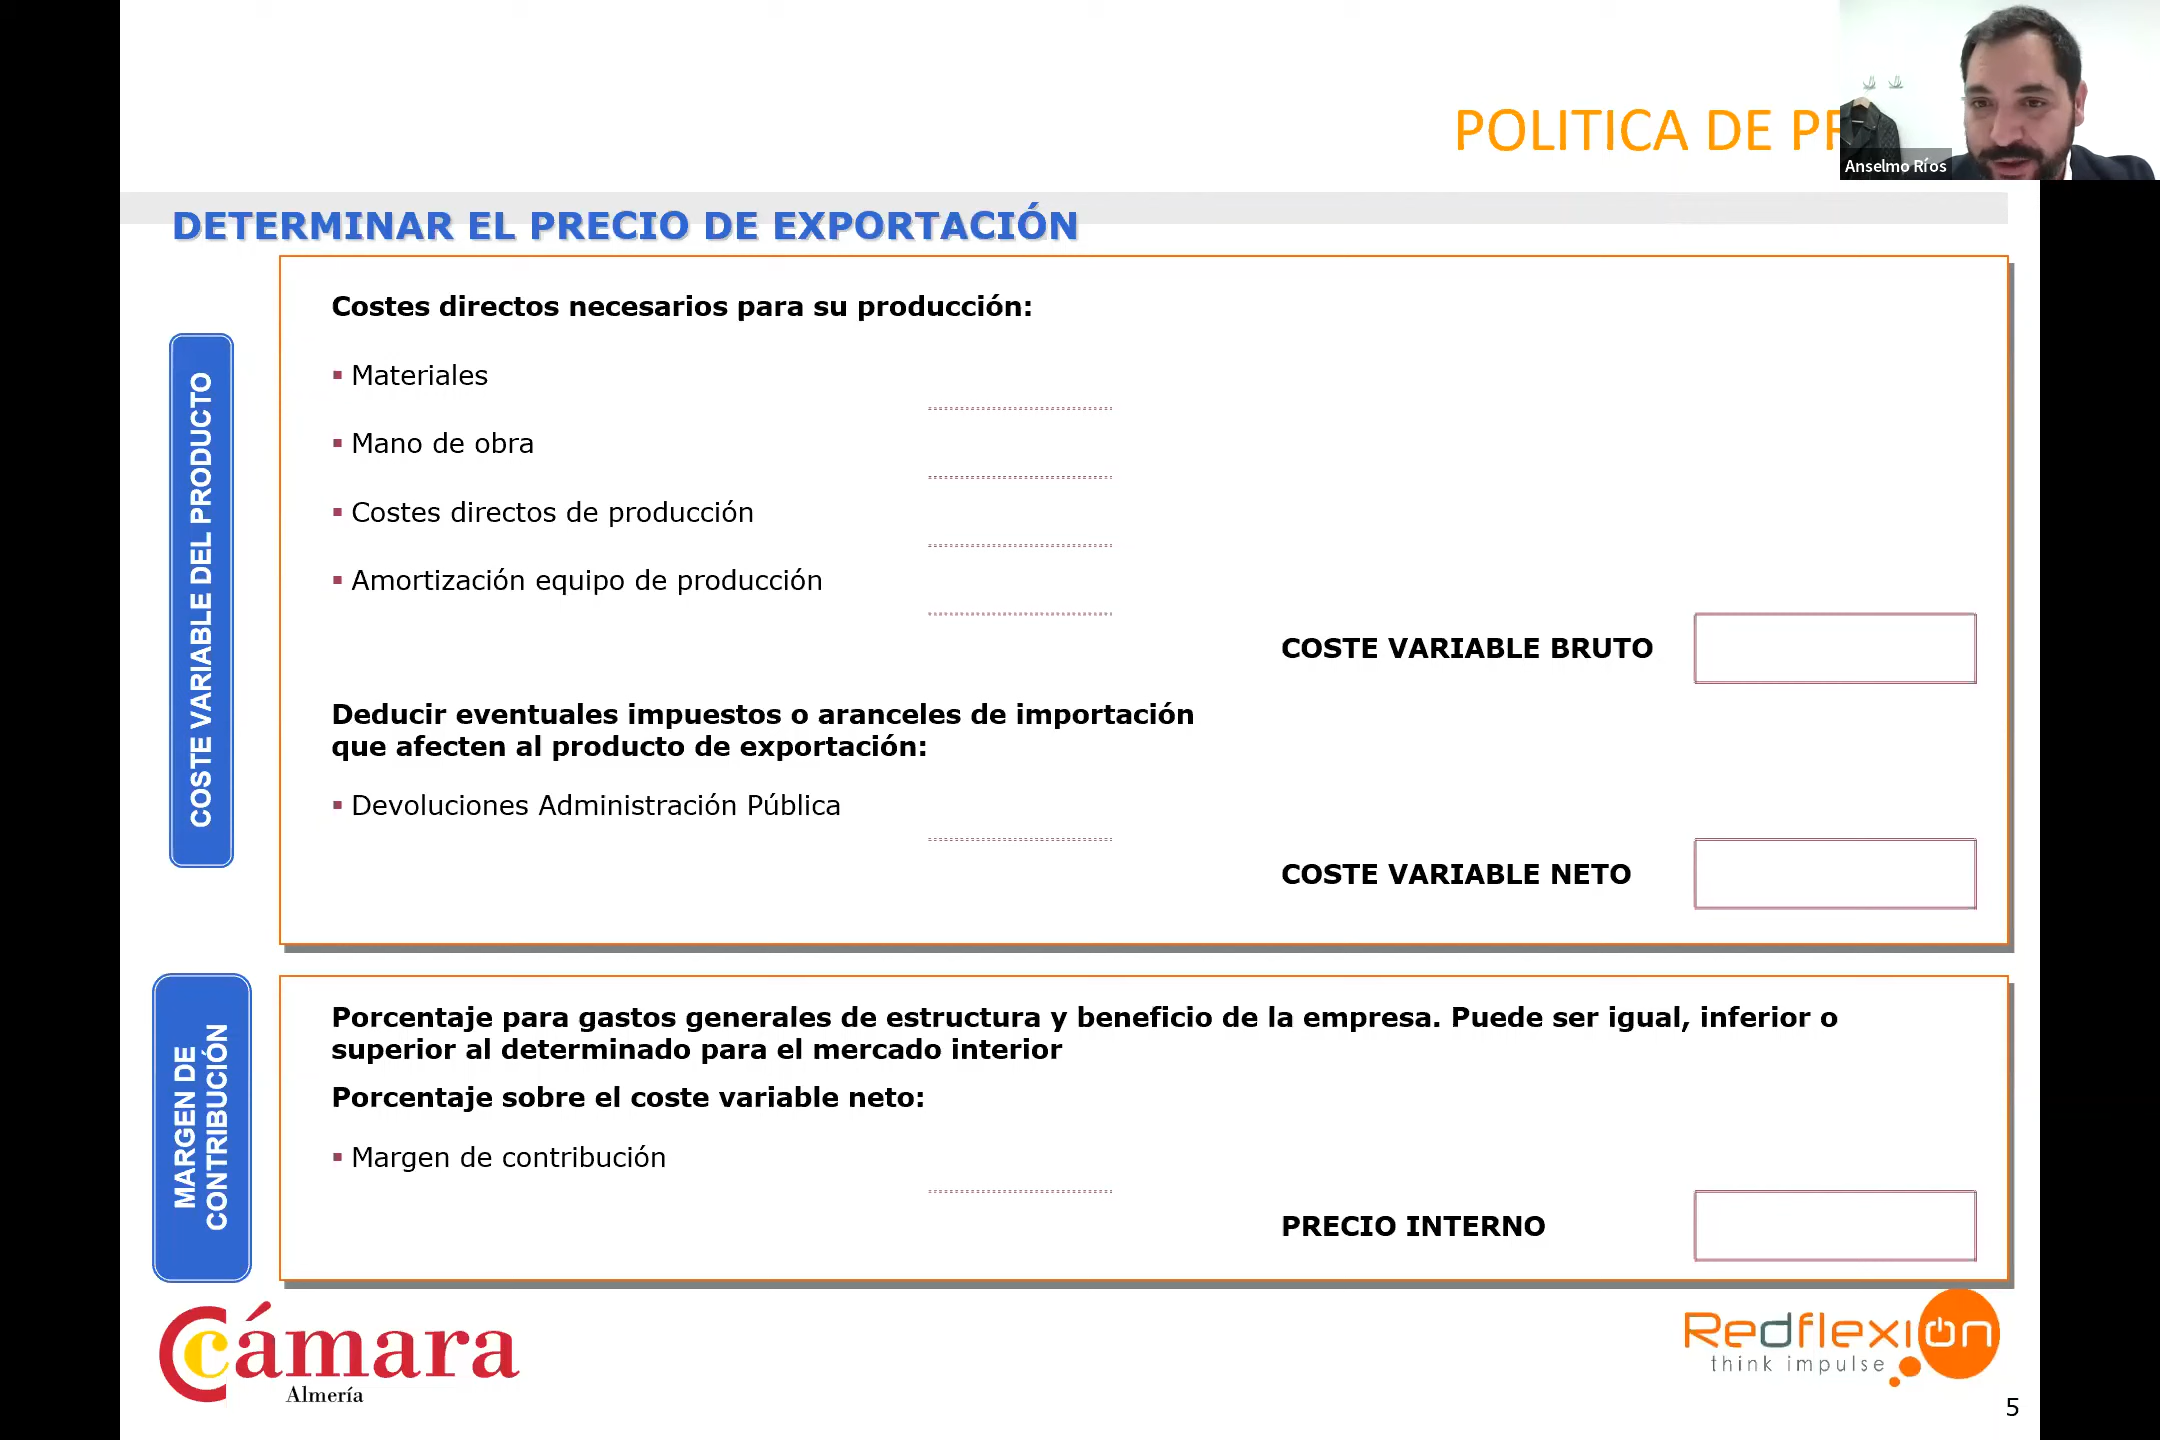 POLITICA DE PR
Anselmo Ríos
DETERMINAR EL PRECIO DE EXPORTACIÓN
COSTE VARIABLE DEL PRODUCTO
Costes directos necesarios para su producción:
▪ Materiales
▪ Mano de obra
▪ Costes directos de producción
▪ Amortización equipo de producción
COSTE VARIABLE BRUTO
Deducir eventuales impuestos o aranceles de importación
que afecten al producto de exportación:
▪ Devoluciones Administración Pública
COSTE VARIABLE NETO
MARGEN DE
CONTRIBUCIÓN
Porcentaje para gastos generales de estructura y beneficio de la empresa. Puede ser igual, inferior o
superior al determinado para el mercado interior
Porcentaje sobre el coste variable neto:
▪ Margen de contribución
PRECIO INTERNO
Cámara
Almería
Redflexion
think impulse
5